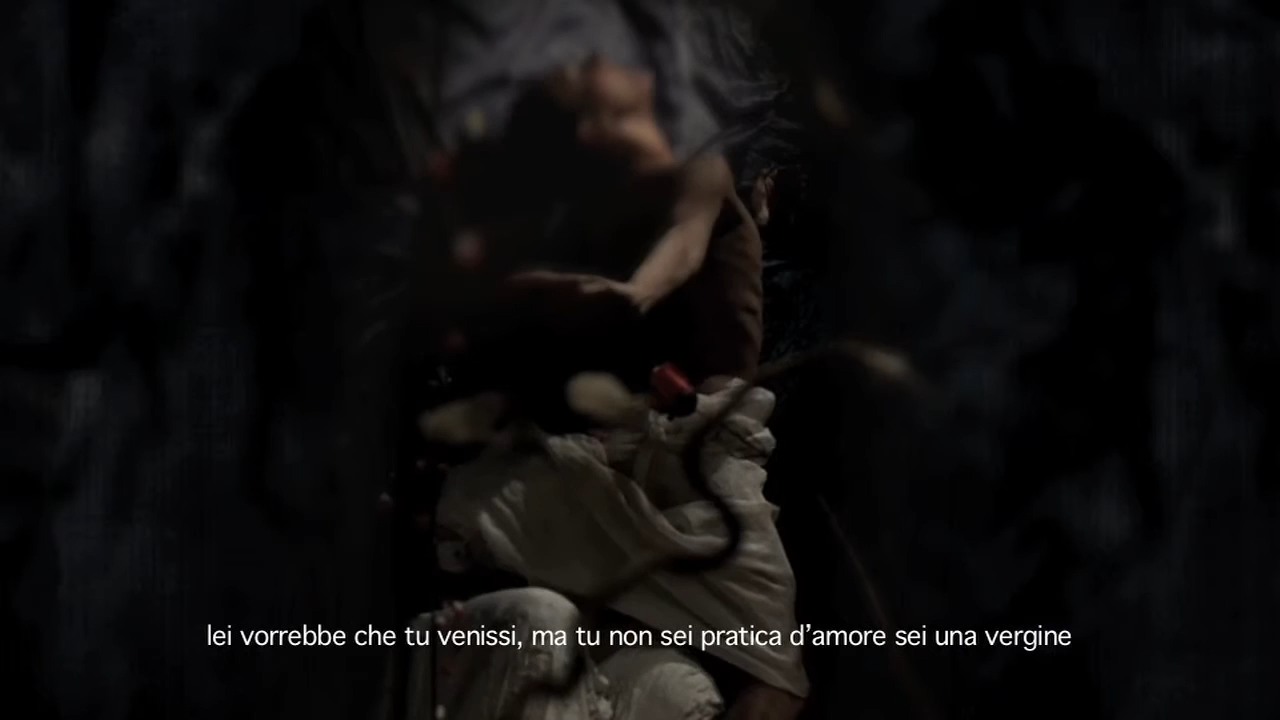 lei vorrebbe che tu venissi, ma tu non sei pratica d’amore sei una vergine